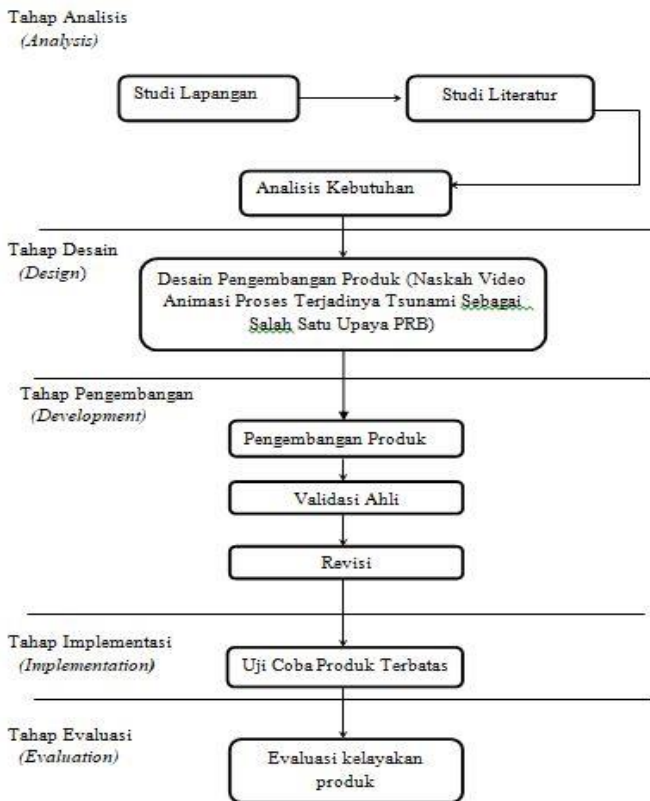 Tahap Analisis
(Analysis)
Studi Lapangan
Studi Literatur
Analisis Kebutuhan
Tahap Desain
(Design)
Desain Pengembangan Produk (Naskah Video
Animasi Proses Terjadinya Tsunami Sebagai
Salah Satu Upaya PRB)
Tahap Pengembangan
(Development)
Pengembangan Produk
Validasi Ahli
Revisi
Tahap Implementasi
(Implementation)
Uji Coba Produk Terbatas
Tahap Evaluasi
(Evaluation)
Evaluasi kelayakan
produk